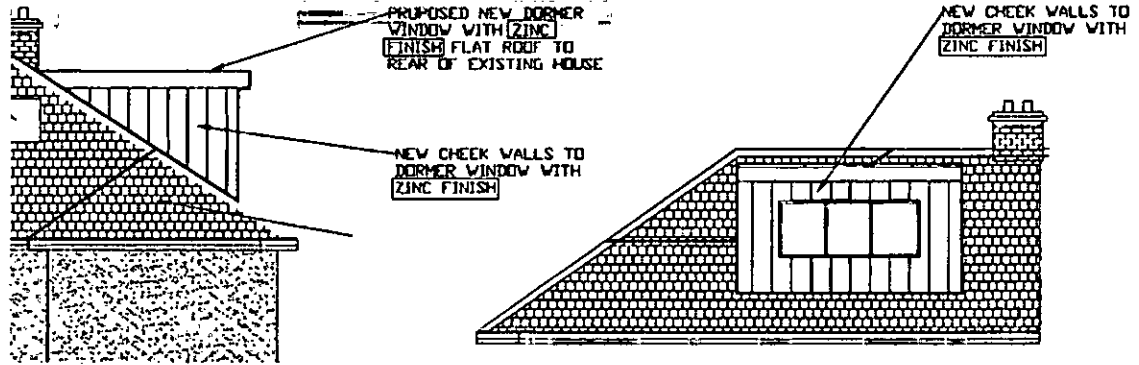 PROPOSED NEW DORMER
WINDOW WITH ZINC
FINISH FLAT ROOF TO
REAR OF EXISTING HOUSE
NEW CHEEK WALLS TO
DORMER WINDOW WITH
ZINC FINISH
NEW CHEEK WALLS TO
DORMER WINDOW WITH
ZINC FINISH